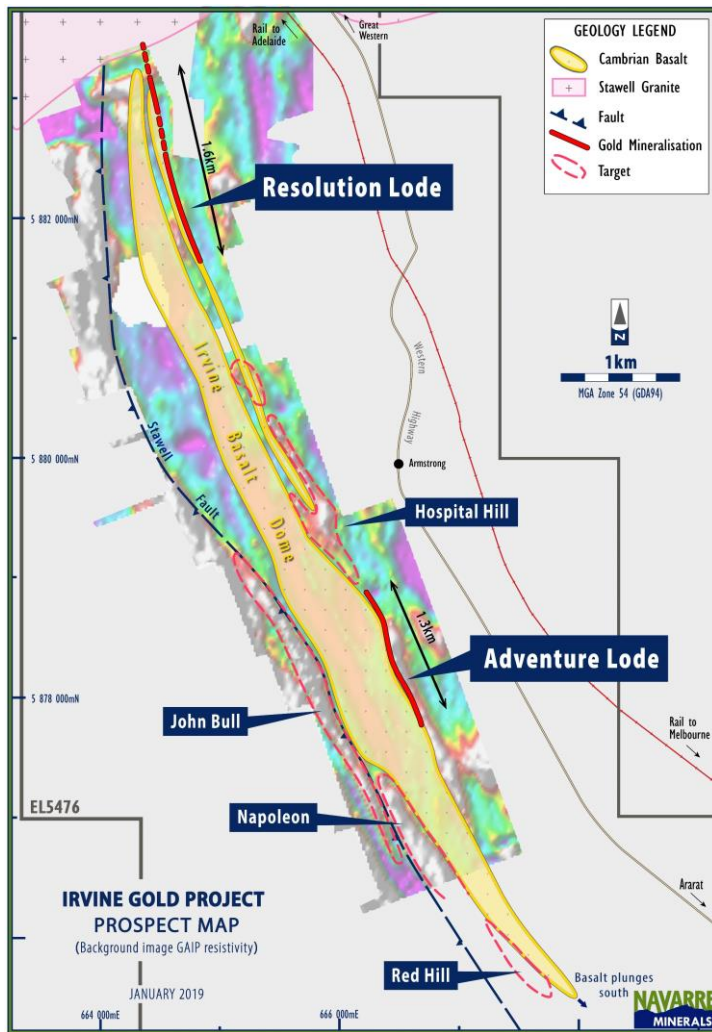 Rail to
Adelaide
Great
Western
GEOLOGY LEGEND
Cambrian Basalt
Stawell Granite
Fault
Gold Mineralisation
Target
1.6km
Resolution Lode
5 882 000mN
N
1km
MGA Zone 54 (GDA94)
Irvine
Basalt
Dome
Western
Highway
5 880 000mN
Armstrong
Stawell
Fault
Hospital Hill
1.3km
Adventure Lode
5 878 000mN
John Bull
Rail to
Melbourne
EL5476
Napoleon
Ararat
IRVINE GOLD PROJECT
PROSPECT MAP
(Background image GAIP resistivity)
Red Hill
Basalt plunges
south
JANUARY 2019
NAVARRE
MINERALS
664 000mE
666 000mE